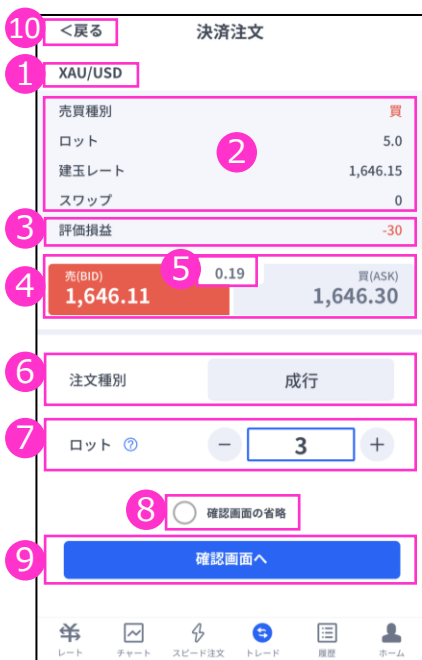 10 <戻る 決済注文
1 XAU/USD
売買種別 買
2
ロット 5.0
建玉レート 1,646.15
スワップ 0
3 評価損益 -30
4 売(BID) 5 0.19 買(ASK)
1,646.11 1,646.30
6 注文種別 成行
7 ロット ? − 3 +
8 確認画面の省略
9 確認画面へ
レート チャート スピード注文 トレード 履歴 ホーム